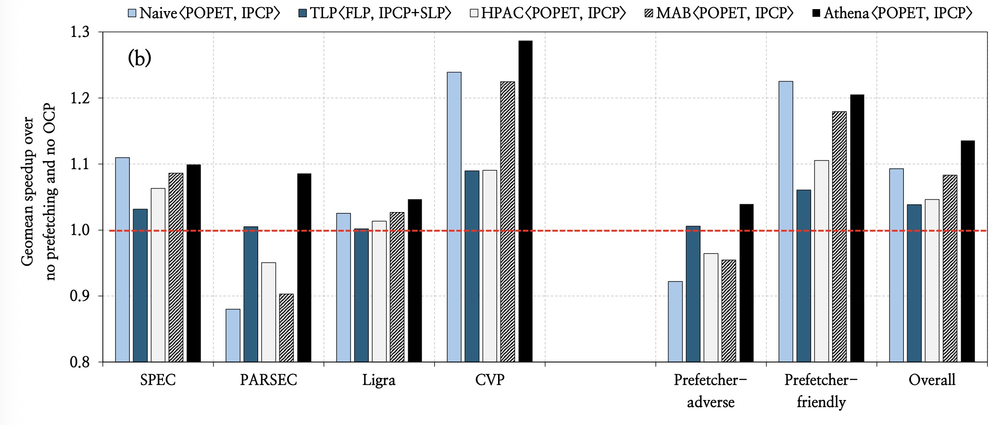 Naive⟨POPET, IPCP⟩ TLP⟨FLP, IPCP+SLP⟩ HPAC⟨POPET, IPCP⟩ MAB⟨POPET, IPCP⟩ Athena⟨POPET, IPCP⟩
(b)
Geomean speedup over
no prefetching and no OCP
1.3
1.2
1.1
1.0
0.9
0.8
SPEC PARSEC Ligra CVP Prefetcher− Prefetcher− Overall
adverse friendly